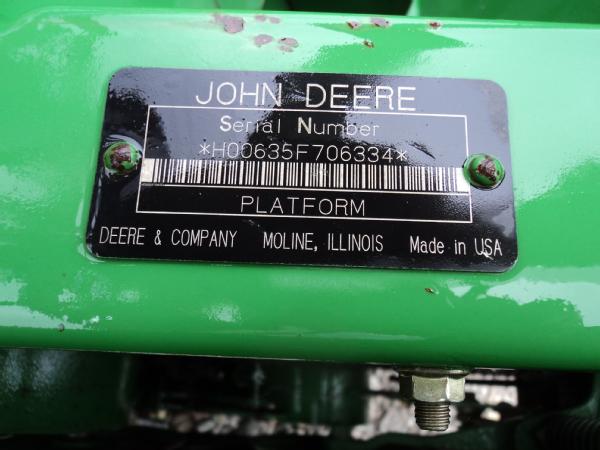 JOHN DEERE
Serial Number
*H00635F706334*
PLATFORM
DEERE & COMPANY MOLINE, ILLINOIS Made in USA